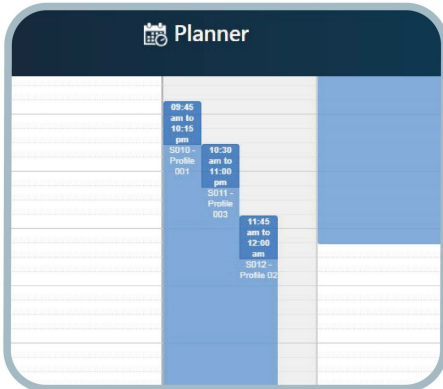 Planner
09:45
am to
10:15
pm
S010 -
Profile
001
10:30
am to
11:00
pm
S011 -
Profile
003
11:45
am to
12:00
am
S012 -
Profile 02